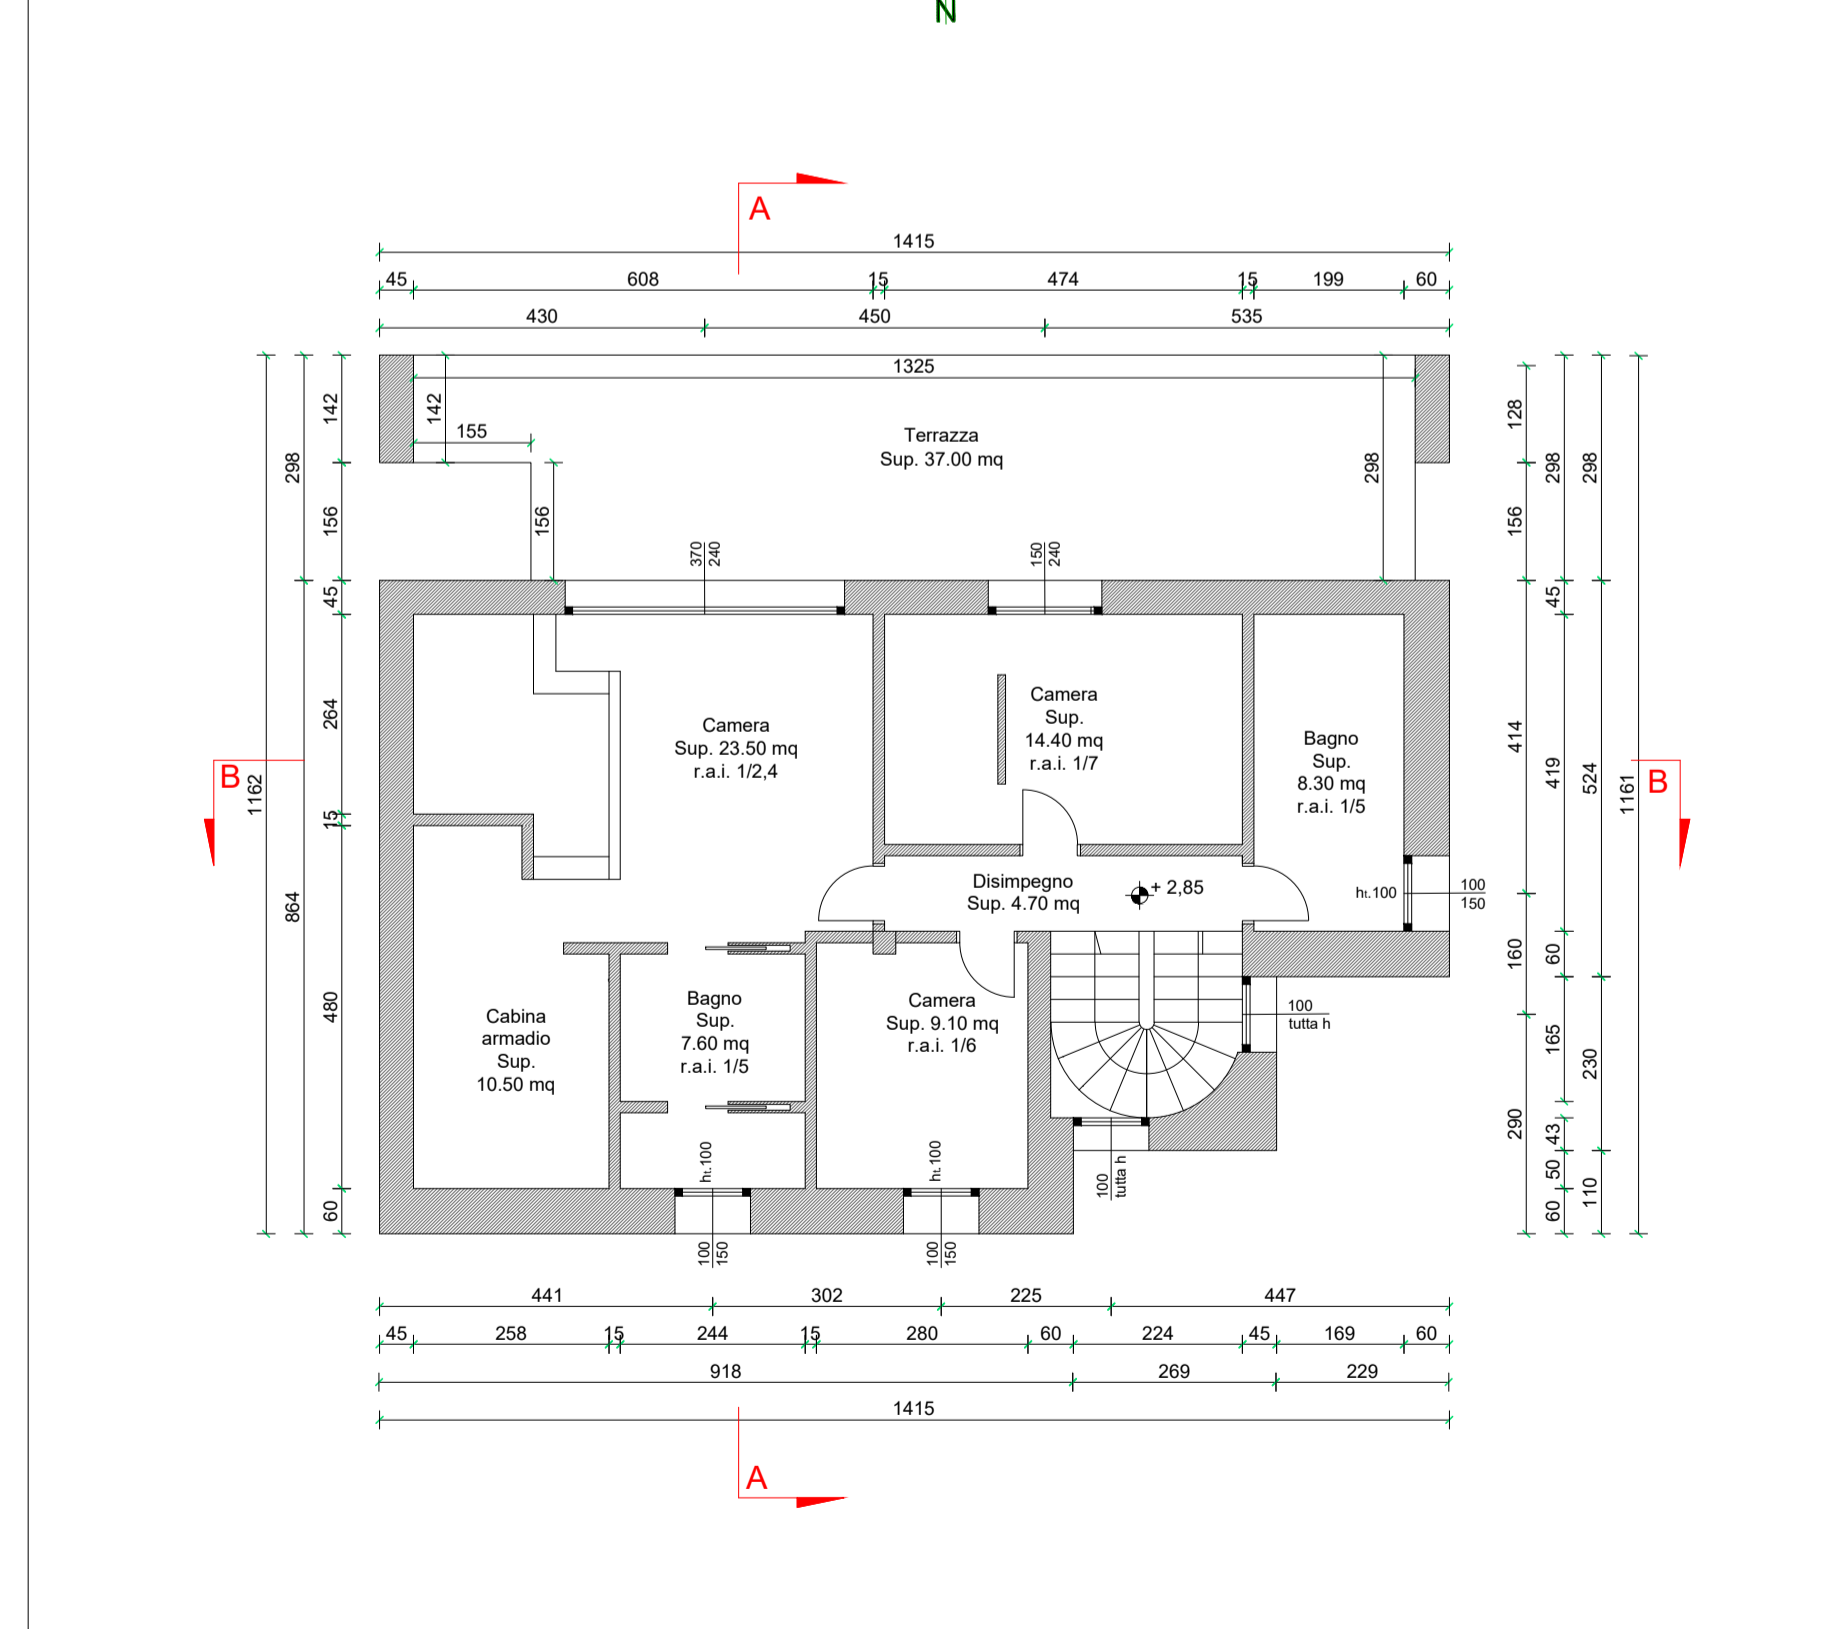 N
A
1415
45 608 15 474 15 199 60
430 450 535
1325
142
155
142
298
156
156
298
1162
864
45
264
15
480
60
Terrazza
Sup. 37.00 mq
298
370
240
150
240
128
156
414
160
290
298
45
419
60
165
43
50
60
298
524
230
110
1161
B
B
Camera
Sup. 23.50 mq
r.a.i. 1/2,4
Camera
Sup.
14.40 mq
r.a.i. 1/7
Bagno
Sup.
8.30 mq
r.a.i. 1/5
Disimpegno
Sup. 4.70 mq
+ 2,85
ht.100
100
150
Cabina
armadio
Sup.
10.50 mq
Bagno
Sup.
7.60 mq
r.a.i. 1/5
Camera
Sup. 9.10 mq
r.a.i. 1/6
100
tutta h
ht.100
ht.100
100
tutta h
100
150
100
150
441 302 225 447
45 258 15 244 15 280 60 224 45 169 60
918 269 229
1415
A